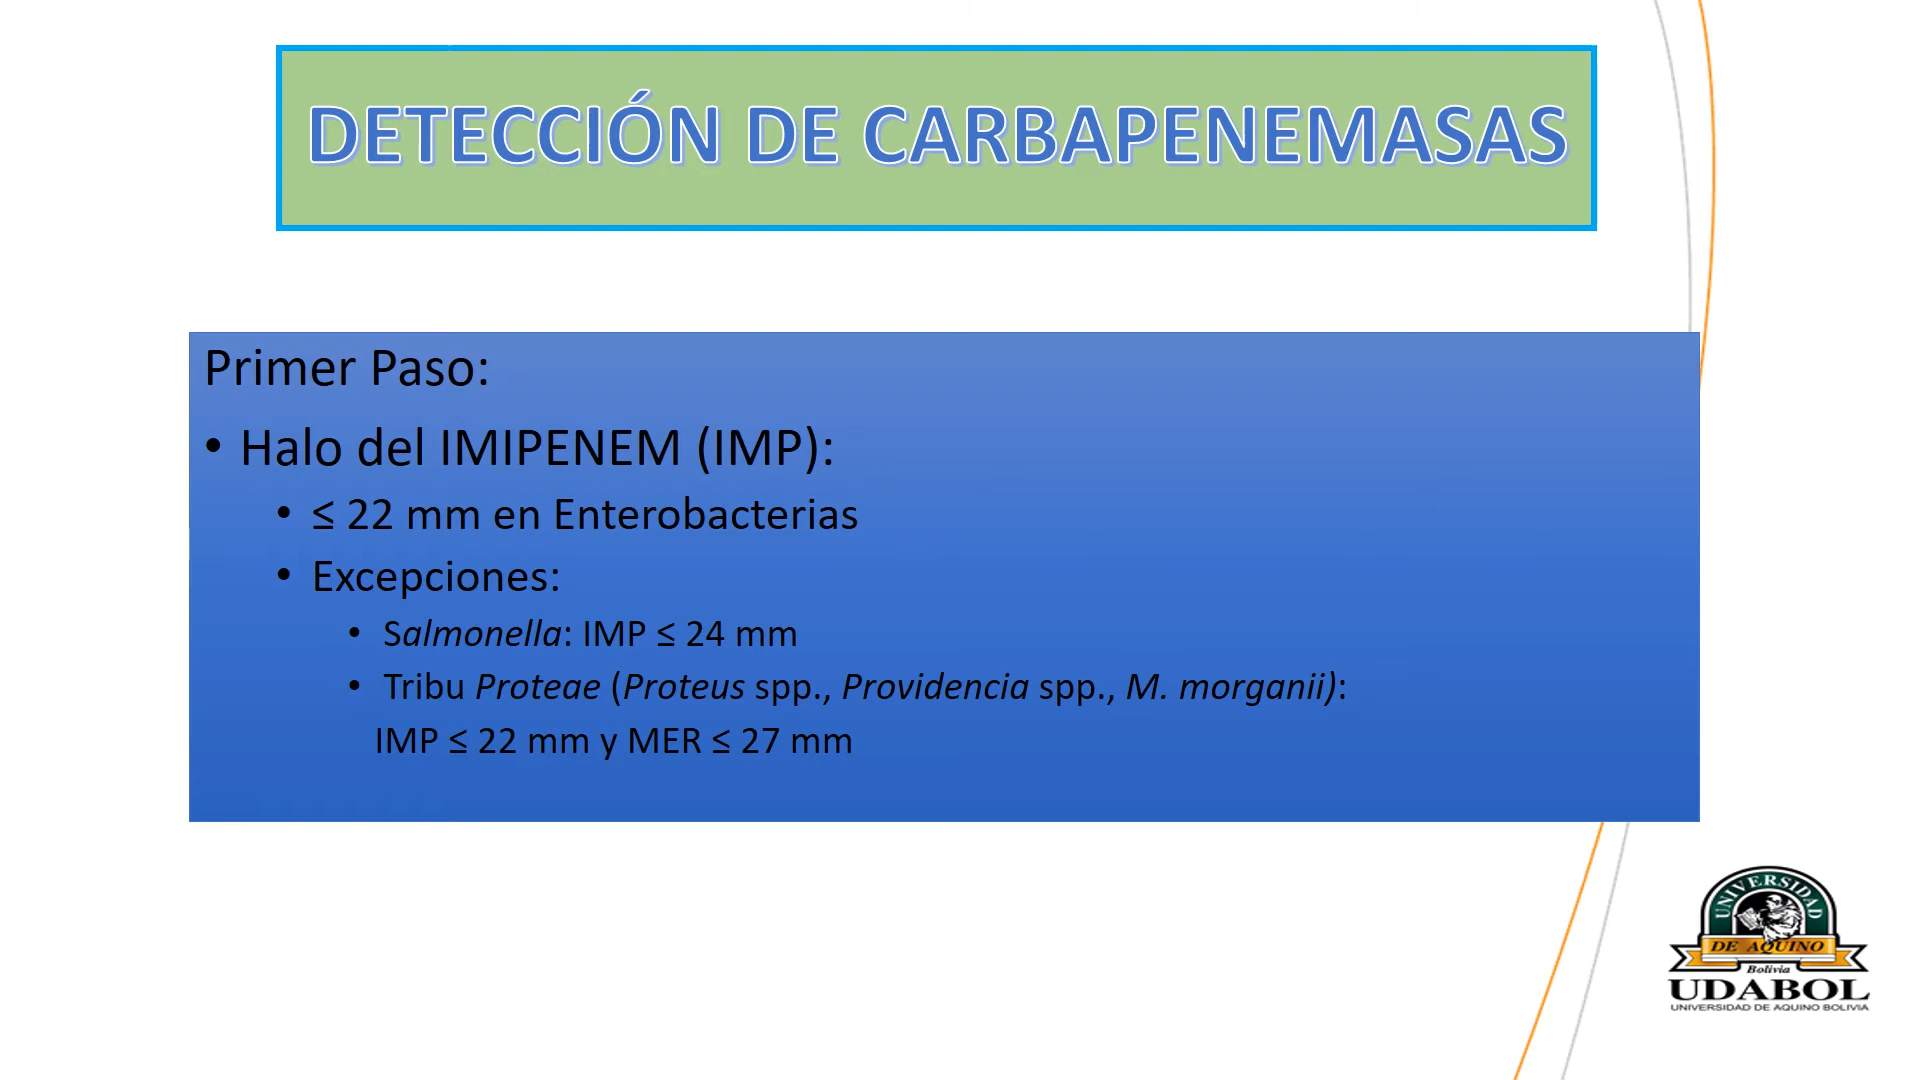 DETECCIÓN DE CARBAPENEMASAS
Primer Paso:
• Halo del IMIPENEM (IMP):
• ≤ 22 mm en Enterobacterias
• Excepciones:
• Salmonella: IMP ≤ 24 mm
• Tribu Proteae (Proteus spp., Providencia spp., M. morganii):
IMP ≤ 22 mm y MER ≤ 27 mm
UNIVERSIDAD
DE AQUINO
Bolivia
UDABOL
UNIVERSIDAD DE AQUINO BOLIVIA